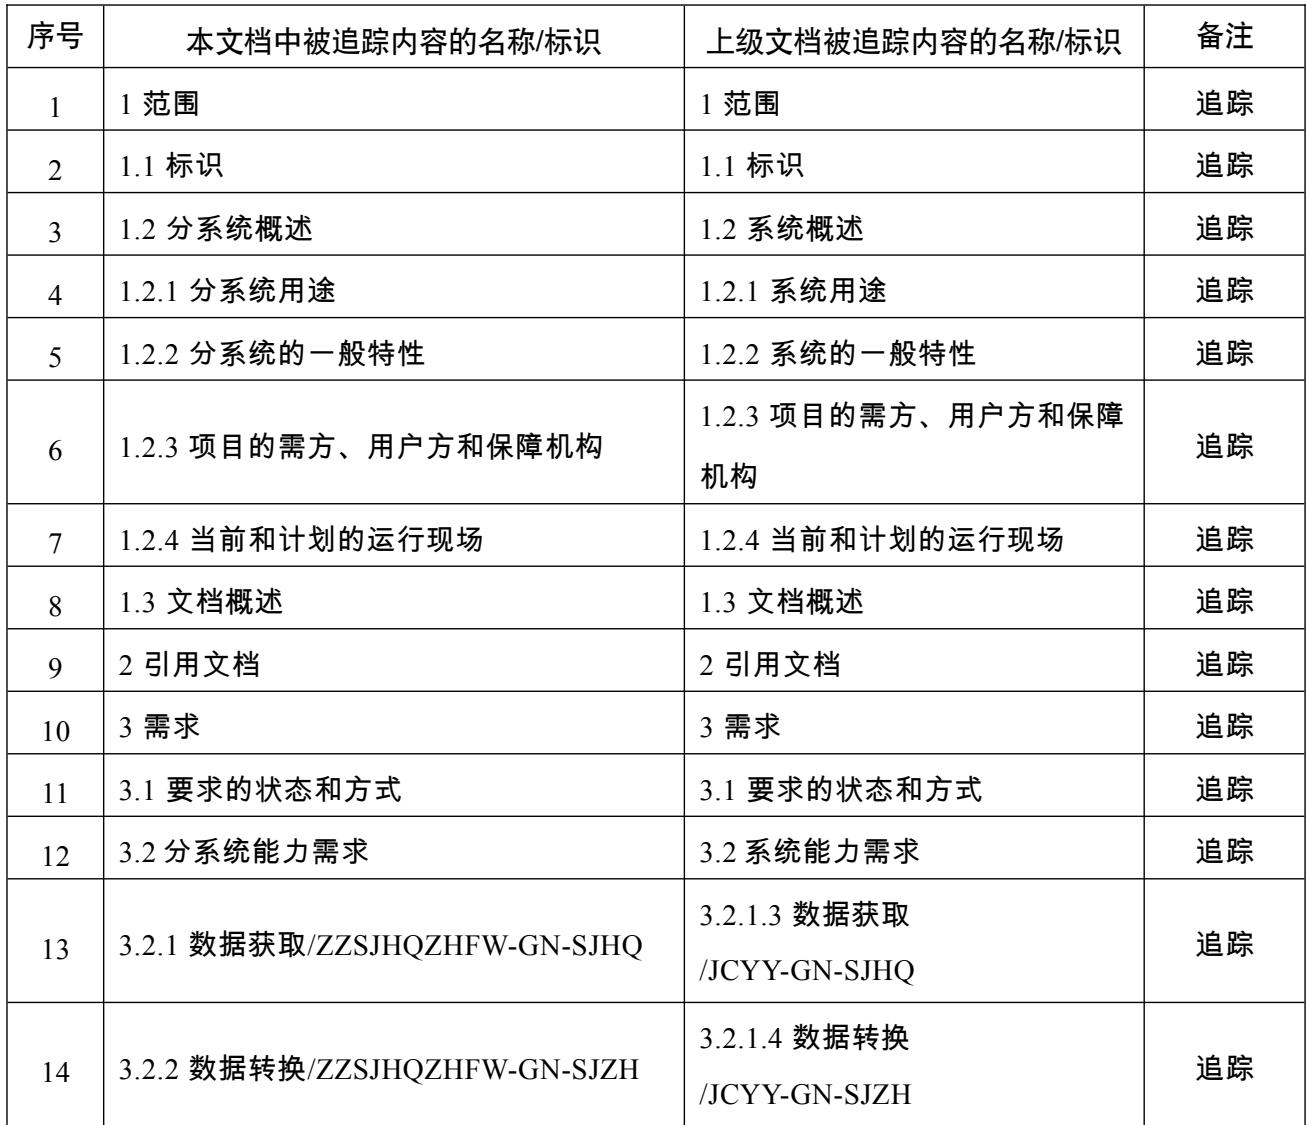 序号 本文档中被追踪内容的名称/标识 上级文档被追踪内容的名称/标识 备注
1 1 范围 1 范围 追踪
2 1.1 标识 1.1 标识 追踪
3 1.2 分系统概述 1.2 系统概述 追踪
4 1.2.1 分系统用途 1.2.1 系统用途 追踪
5 1.2.2 分系统的一般特性 1.2.2 系统的一般特性 追踪
6 1.2.3 项目的需方、用户方和保障机构 1.2.3 项目的需方、用户方和保障
机构 追踪
7 1.2.4 当前和计划的运行现场 1.2.4 当前和计划的运行现场 追踪
8 1.3 文档概述 1.3 文档概述 追踪
9 2 引用文档 2 引用文档 追踪
10 3 需求 3 需求 追踪
11 3.1 要求的状态和方式 3.1 要求的状态和方式 追踪
12 3.2 分系统能力需求 3.2 系统能力需求 追踪
13 3.2.1 数据获取/ZZSJHQZHFW-GN-SJHQ 3.2.1.3 数据获取
/JCYY-GN-SJHQ 追踪
14 3.2.2 数据转换/ZZSJHQZHFW-GN-SJZH 3.2.1.4 数据转换
/JCYY-GN-SJZH 追踪